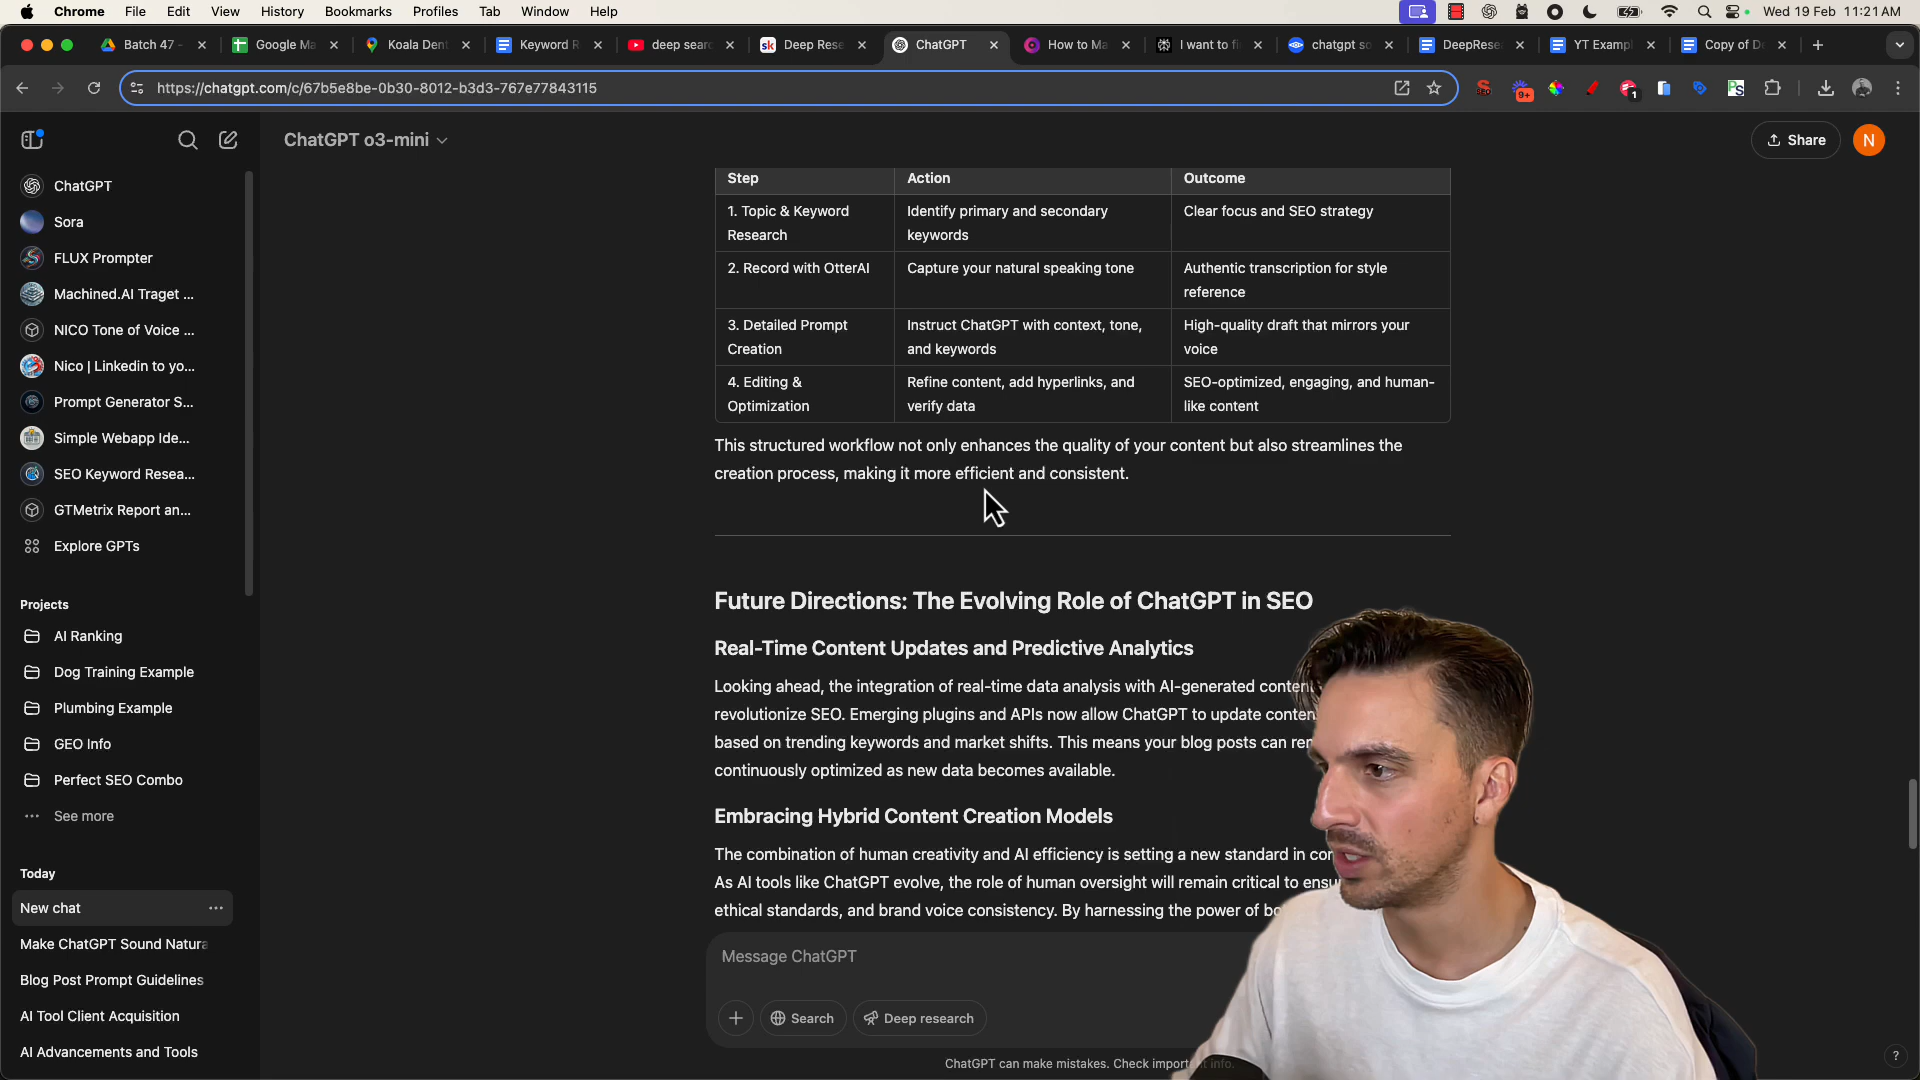 Chrome File Edit View History Bookmarks Profiles Tab Window Help Wed 19 Feb 11:21 AM
Batch 47 - Google Ma Koala Dent Keyword R deep sear Deep Rese ChatGPT How to Ma I want to fi chatgpt so DeepRese YT Exampl Copy of D
https://chatgpt.com/c/67b5e8be-0b30-8012-b3d3-767e77843115
9+
1
ChatGPT o3-mini
Share
N
ChatGPT
Sora
FLUX Prompter
Machined.AI Traget ...
NICO Tone of Voice ...
Nico | Linkedin to yo...
Prompt Generator S...
Simple Webapp Ide...
SEO Keyword Resea...
GTMetrix Report an...
Explore GPTs
Projects
AI Ranking
Dog Training Example
Plumbing Example
GEO Info
Perfect SEO Combo
See more
Today
New chat
Make ChatGPT Sound Natura
Blog Post Prompt Guidelines
AI Tool Client Acquisition
AI Advancements and Tools
Step Action Outcome
1. Topic & Keyword Research
Identify primary and secondary keywords
Clear focus and SEO strategy
2. Record with OtterAI
Capture your natural speaking tone
Authentic transcription for style reference
3. Detailed Prompt Creation
Instruct ChatGPT with context, tone, and keywords
High-quality draft that mirrors your voice
4. Editing & Optimization
Refine content, add hyperlinks, and verify data
SEO-optimized, engaging, and human-like content
This structured workflow not only enhances the quality of your content but also streamlines the
creation process, making it more efficient and consistent.
Future Directions: The Evolving Role of ChatGPT in SEO
Real-Time Content Updates and Predictive Analytics
Looking ahead, the integration of real-time data analysis with AI-generated content
revolutionize SEO. Emerging plugins and APIs now allow ChatGPT to update conten
based on trending keywords and market shifts. This means your blog posts can rem
continuously optimized as new data becomes available.
Embracing Hybrid Content Creation Models
The combination of human creativity and AI efficiency is setting a new standard in con
As AI tools like ChatGPT evolve, the role of human oversight will remain critical to ensu
ethical standards, and brand voice consistency. By harnessing the power of bo
Message ChatGPT
Search Deep research
ChatGPT can make mistakes. Check important info.
?